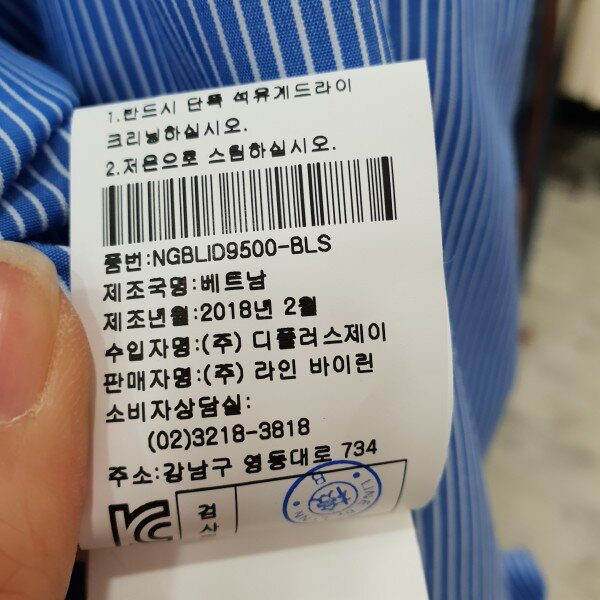 1.반드시 단독 석유계드라이
크리닝하십시오.
2.저온으로 스팀하십시오.
품번:NGBLID9500-BLS
제조국명:베트남
제조년월:2018년 2월
수입자명:(주) 디플러스제이
판매자명:(주) 라인 바이린
소비자상담실:
(02)3218-3818
주소:강남구 영동대로 734
검
사